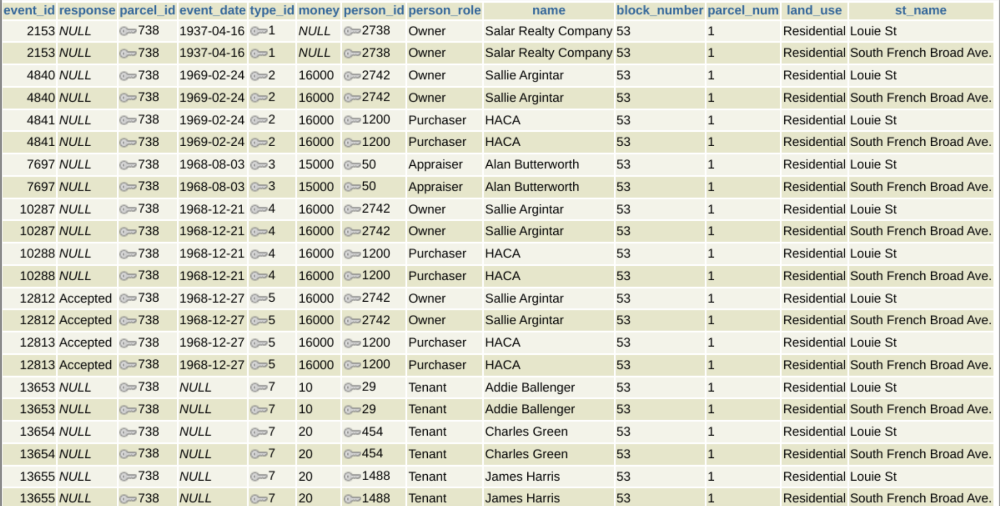 event_id response parcel_id event_date type_id money person_id person_role name block_number parcel_num land_use st_name
2153 NULL 738 1937-04-16 1 NULL 2738 Owner Salar Realty Company 53 1 Residential Louie St
2153 NULL 738 1937-04-16 1 NULL 2738 Owner Salar Realty Company 53 1 Residential South French Broad Ave.
4840 NULL 738 1969-02-24 2 16000 2742 Owner Sallie Argintar 53 1 Residential Louie St
4840 NULL 738 1969-02-24 2 16000 2742 Owner Sallie Argintar 53 1 Residential South French Broad Ave.
4841 NULL 738 1969-02-24 2 16000 1200 Purchaser HACA 53 1 Residential Louie St
4841 NULL 738 1969-02-24 2 16000 1200 Purchaser HACA 53 1 Residential South French Broad Ave.
7697 NULL 738 1968-08-03 3 15000 50 Appraiser Alan Butterworth 53 1 Residential Louie St
7697 NULL 738 1968-08-03 3 15000 50 Appraiser Alan Butterworth 53 1 Residential South French Broad Ave.
10287 NULL 738 1968-12-21 4 16000 2742 Owner Sallie Argintar 53 1 Residential Louie St
10287 NULL 738 1968-12-21 4 16000 2742 Owner Sallie Argintar 53 1 Residential South French Broad Ave.
10288 NULL 738 1968-12-21 4 16000 1200 Purchaser HACA 53 1 Residential Louie St
10288 NULL 738 1968-12-21 4 16000 1200 Purchaser HACA 53 1 Residential South French Broad Ave.
12812 Accepted 738 1968-12-27 5 16000 2742 Owner Sallie Argintar 53 1 Residential Louie St
12812 Accepted 738 1968-12-27 5 16000 2742 Owner Sallie Argintar 53 1 Residential South French Broad Ave.
12813 Accepted 738 1968-12-27 5 16000 1200 Purchaser HACA 53 1 Residential Louie St
12813 Accepted 738 1968-12-27 5 16000 1200 Purchaser HACA 53 1 Residential South French Broad Ave.
13653 NULL 738 NULL 7 10 29 Tenant Addie Ballenger 53 1 Residential Louie St
13653 NULL 738 NULL 7 10 29 Tenant Addie Ballenger 53 1 Residential South French Broad Ave.
13654 NULL 738 NULL 7 20 454 Tenant Charles Green 53 1 Residential Louie St
13654 NULL 738 NULL 7 20 454 Tenant Charles Green 53 1 Residential South French Broad Ave.
13655 NULL 738 NULL 7 20 1488 Tenant James Harris 53 1 Residential Louie St
13655 NULL 738 NULL 7 20 1488 Tenant James Harris 53 1 Residential South French Broad Ave.